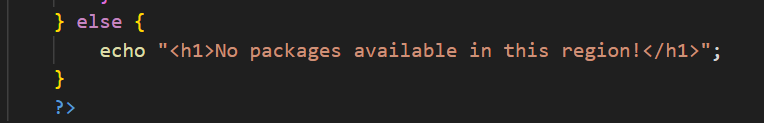 } else {
echo "<h1>No packages available in this region!</h1>";
}
?>